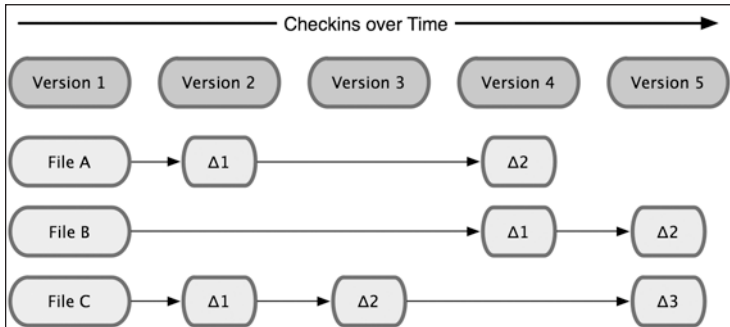 Checkins over Time
Version 1 Version 2 Version 3 Version 4 Version 5
File A Δ1 Δ2
File B Δ1 Δ2
File C Δ1 Δ2 Δ3